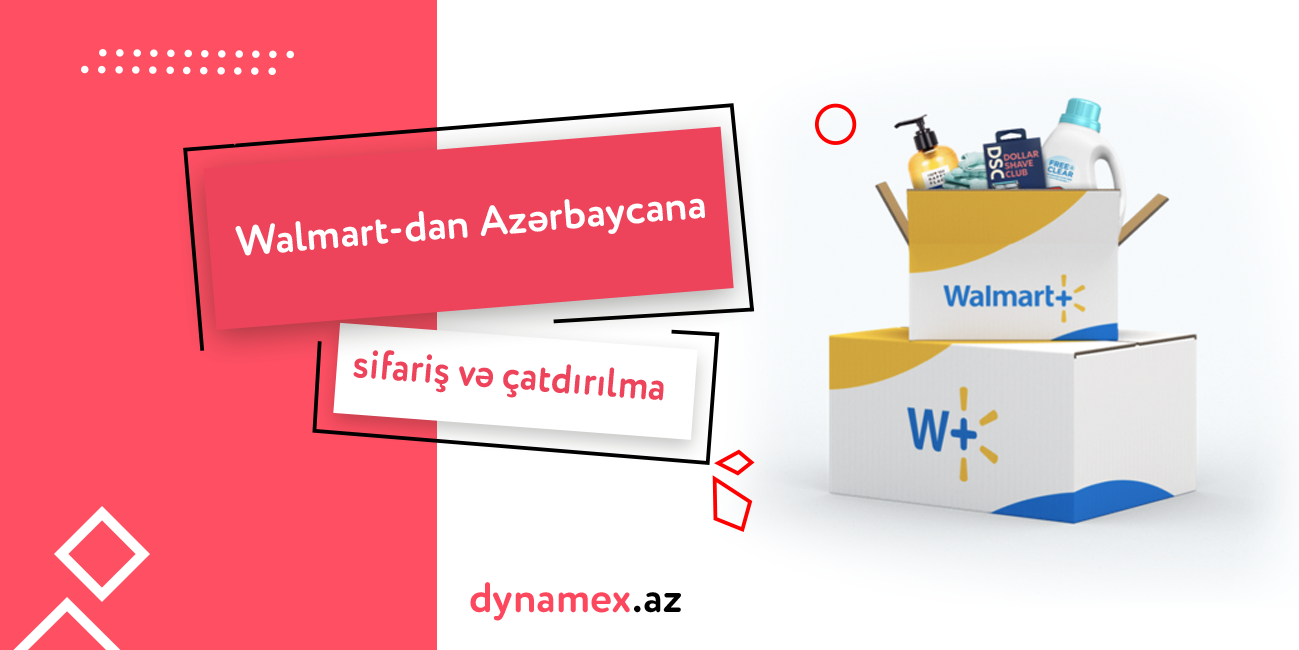 Walmart-dan Azərbaycana
sifariş və çatdırılma
dynamex.az
DSC
DOLLAR
SHAVE
CLUB
FREE &
CLEAR
Walmart+
W+